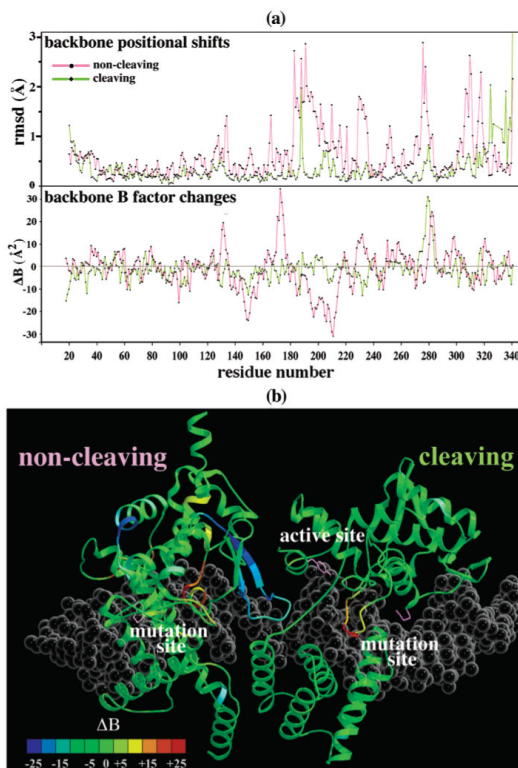 (a)
backbone positional shifts
non-cleaving
cleaving
rmsd (Å)
3
2
1
0
backbone B factor changes
ΔB (Å²)
30
20
10
0
-10
-20
-30
20 40 60 80 100 120 140 160 180 200 220 240 260 280 300 320 340
residue number
(b)
non-cleaving cleaving
active site
mutation
site
mutation
site
ΔB
-25 -15 -5 0 +5 +15 +25